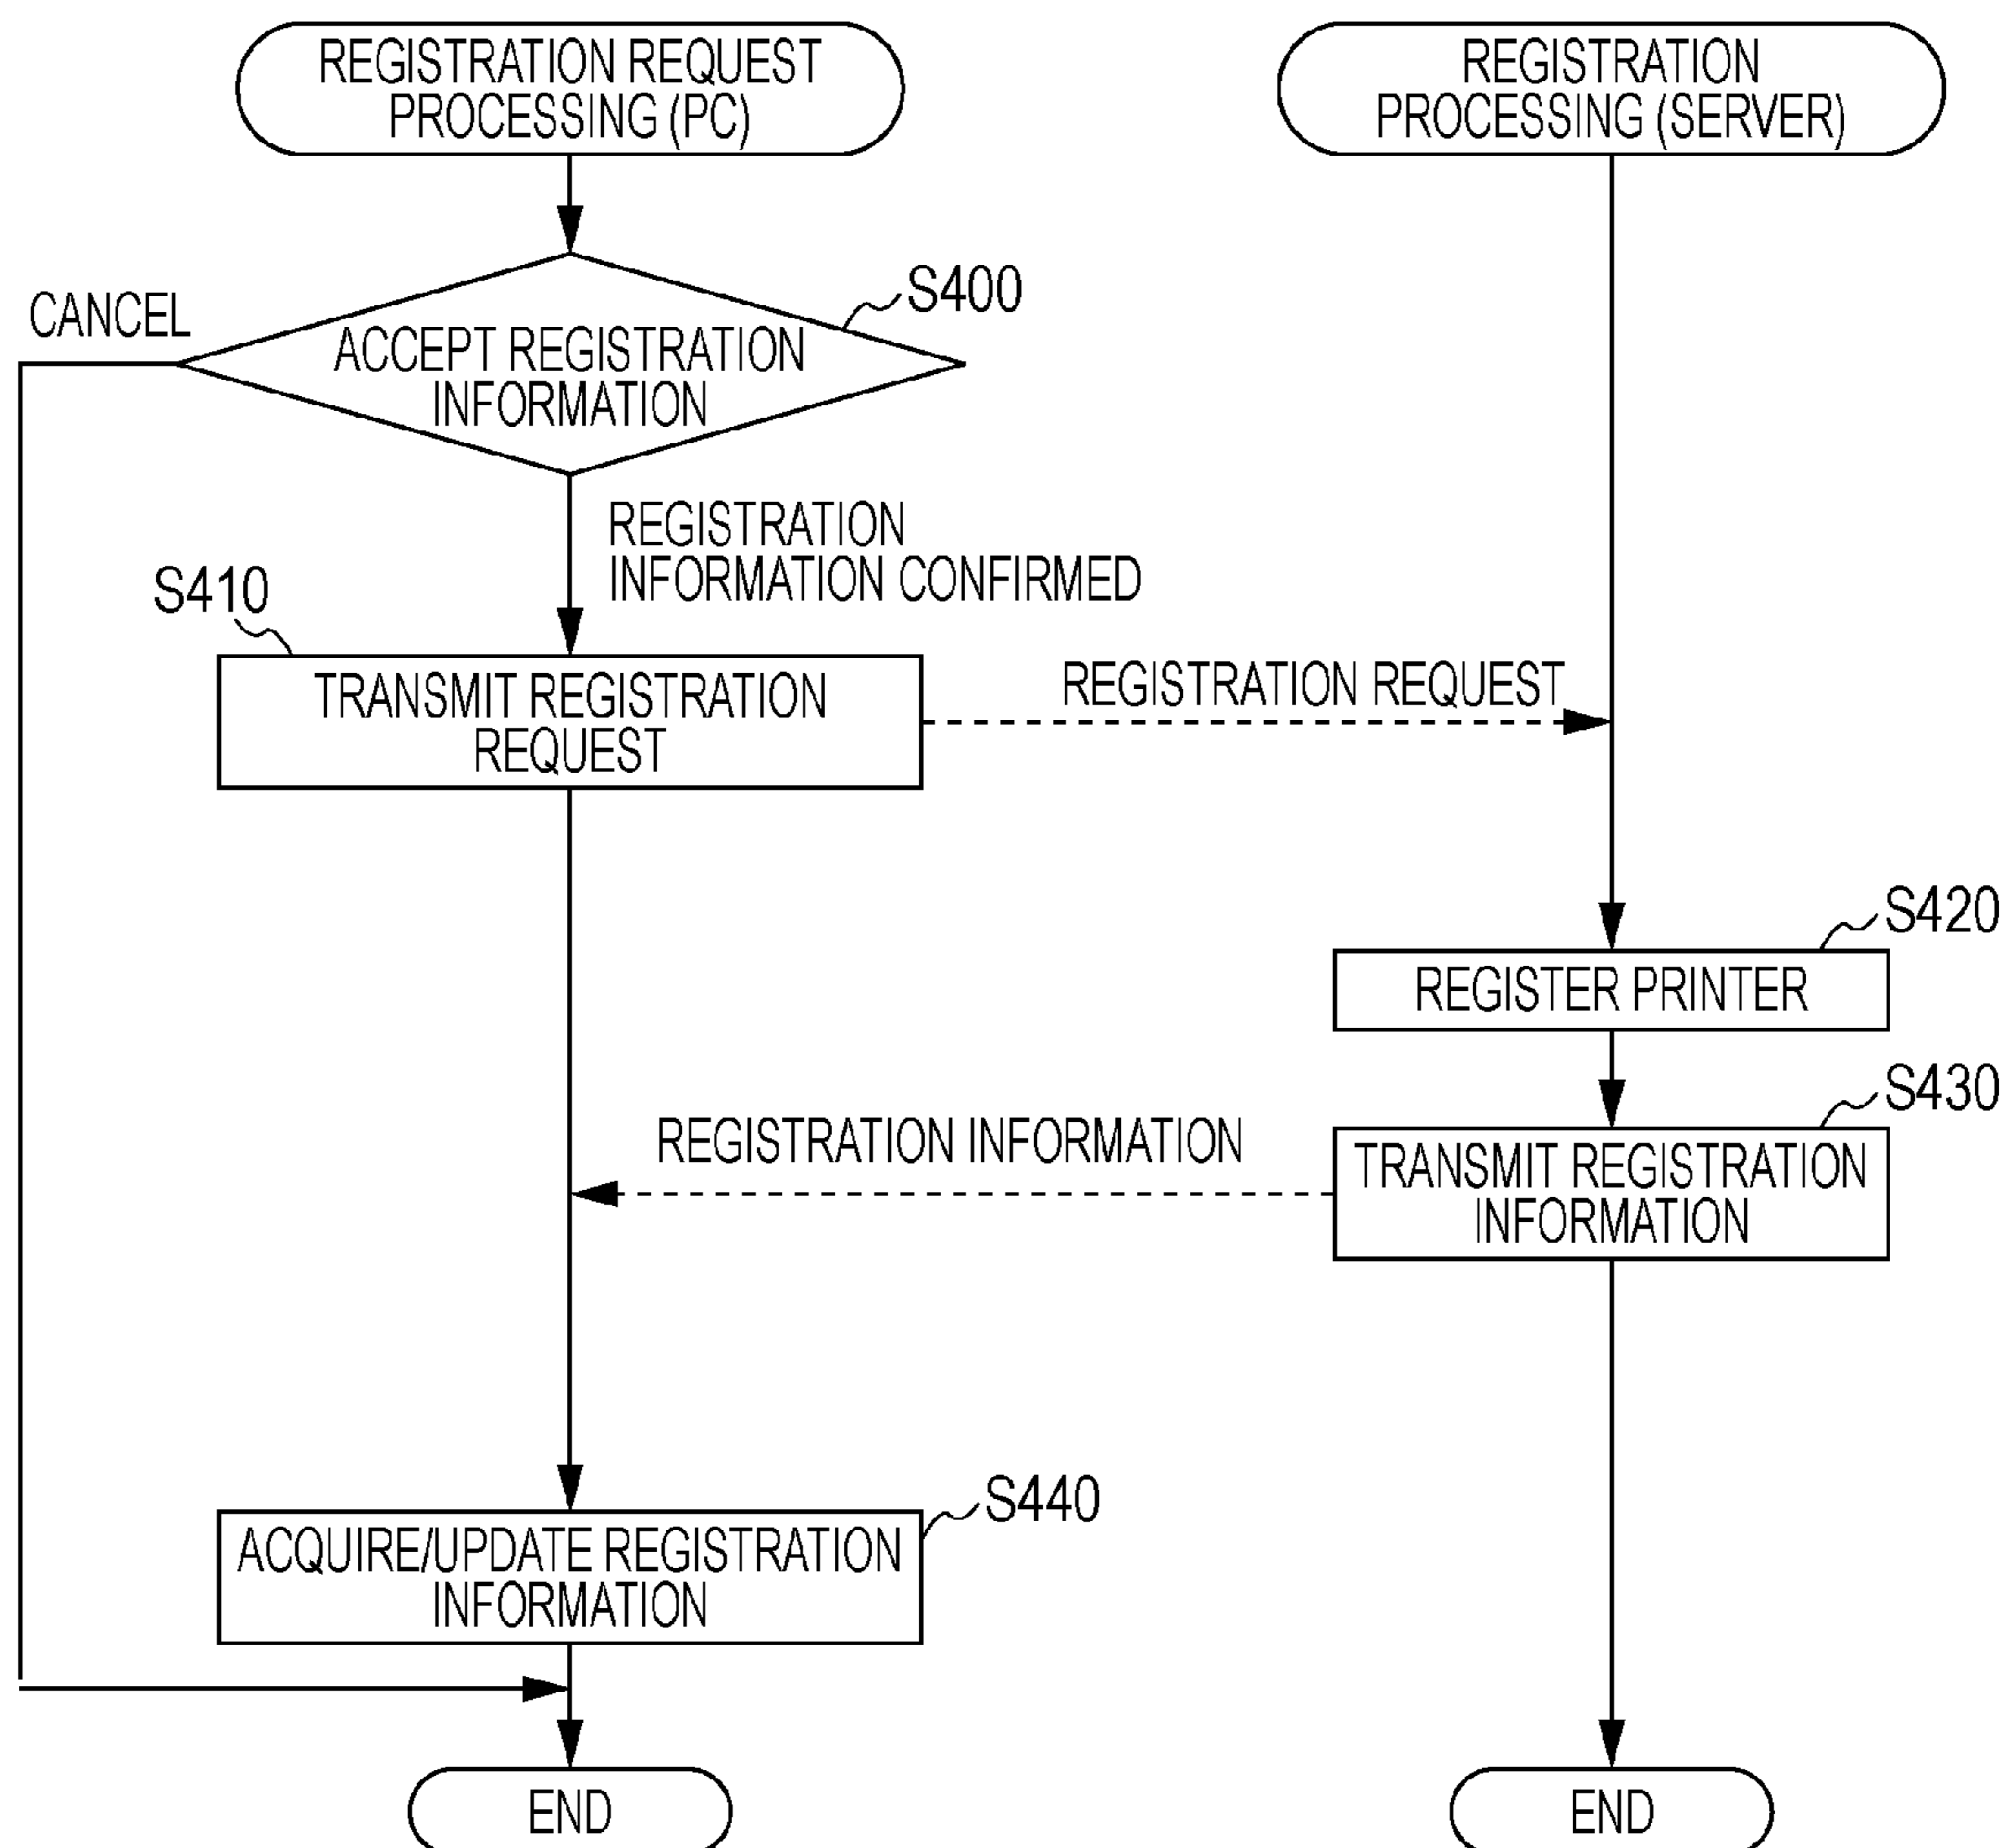 REGISTRATION REQUEST
PROCESSING (PC)
REGISTRATION
PROCESSING (SERVER)
CANCEL
S400
ACCEPT REGISTRATION
INFORMATION
REGISTRATION
INFORMATION CONFIRMED
S410
TRANSMIT REGISTRATION
REQUEST
REGISTRATION REQUEST
S420
REGISTER PRINTER
S430
TRANSMIT REGISTRATION
INFORMATION
REGISTRATION INFORMATION
S440
ACQUIRE/UPDATE REGISTRATION
INFORMATION
END
END